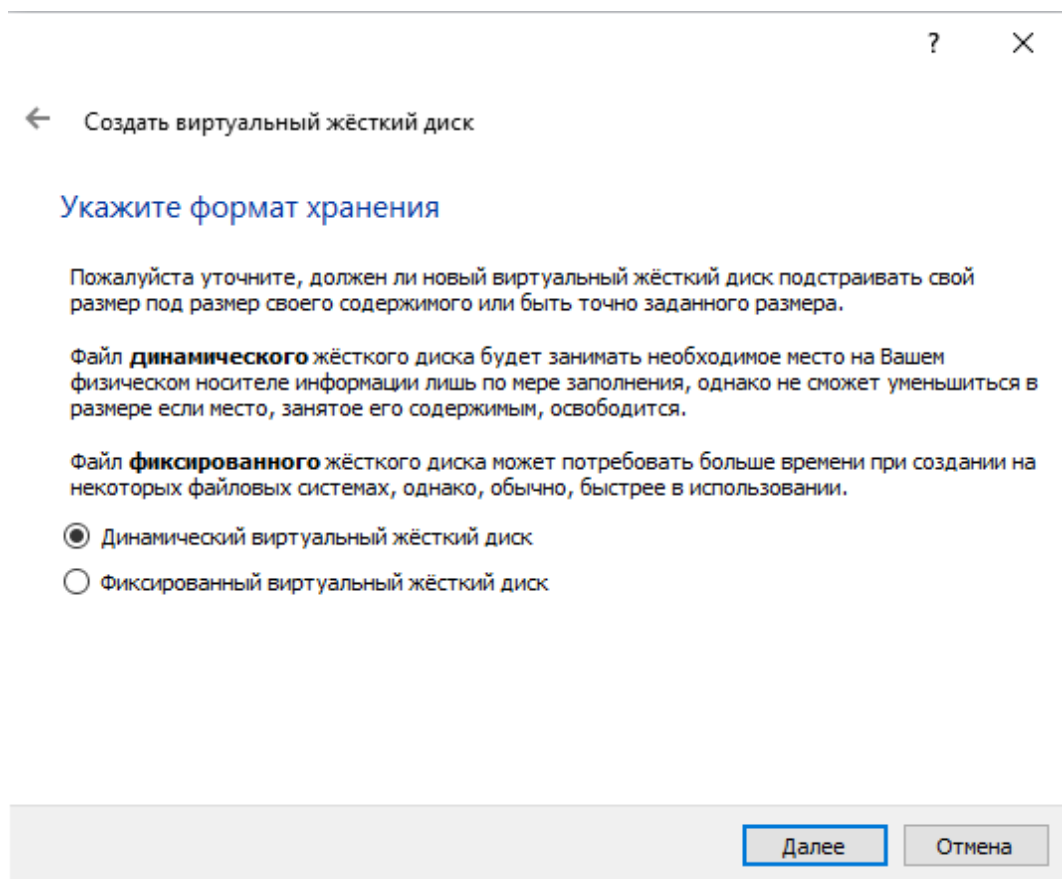 ?
Создать виртуальный жёсткий диск
Укажите формат хранения
Пожалуйста уточните, должен ли новый виртуальный жёсткий диск подстраивать свой
размер под размер своего содержимого или быть точно заданного размера.
Файл динамического жёсткого диска будет занимать необходимое место на Вашем
физическом носителе информации лишь по мере заполнения, однако не сможет уменьшиться в
размере если место, занятое его содержимым, освободится.
Файл фиксированного жёсткого диска может потребовать больше времени при создании на
некоторых файловых системах, однако, обычно, быстрее в использовании.
Динамический виртуальный жёсткий диск
Фиксированный виртуальный жёсткий диск
Далее
Отмена